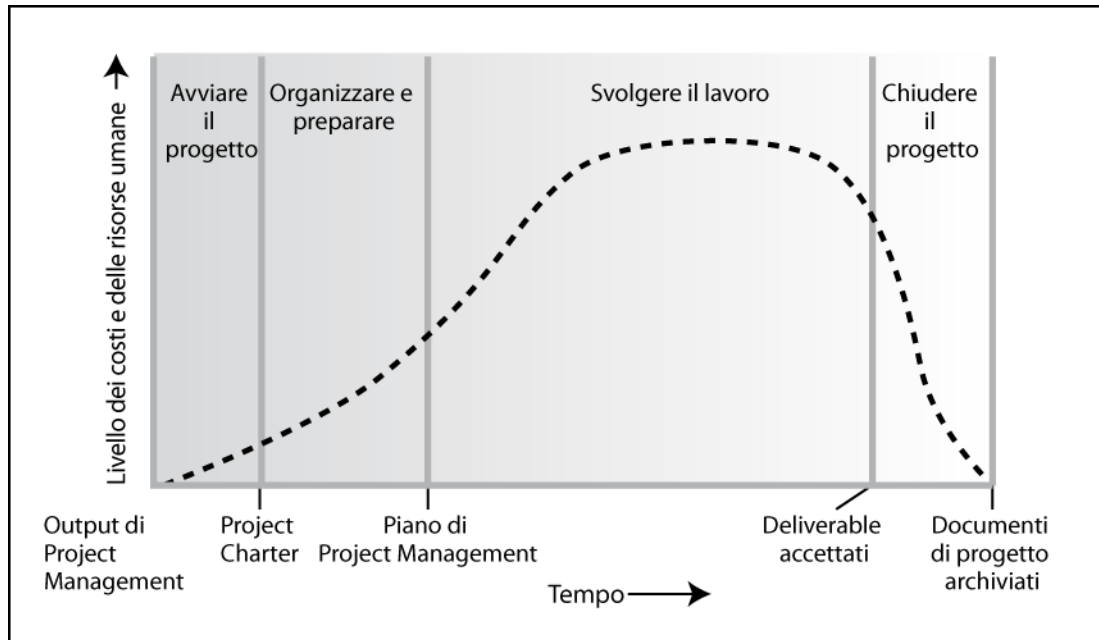 Livello dei costi e delle risorse umane
Avviare
il
progetto
Organizzare e
preparare
Svolgere il lavoro
Chiudere
il
progetto
Output di
Project
Management
Project
Charter
Piano di
Project Management
Deliverable
accettati
Documenti
di progetto
archiviati
Tempo